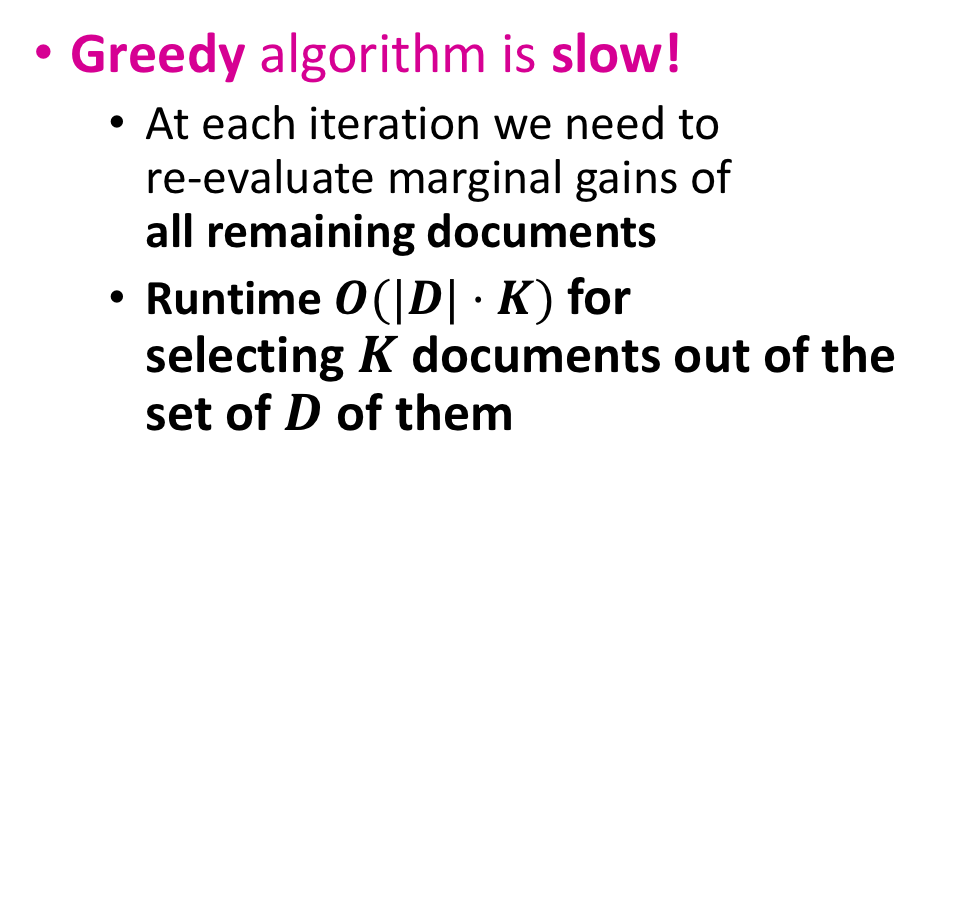 • Greedy algorithm is slow!
• At each iteration we need to
re-evaluate marginal gains of
all remaining documents
• Runtime O(|D| · K) for
selecting K documents out of the
set of D of them